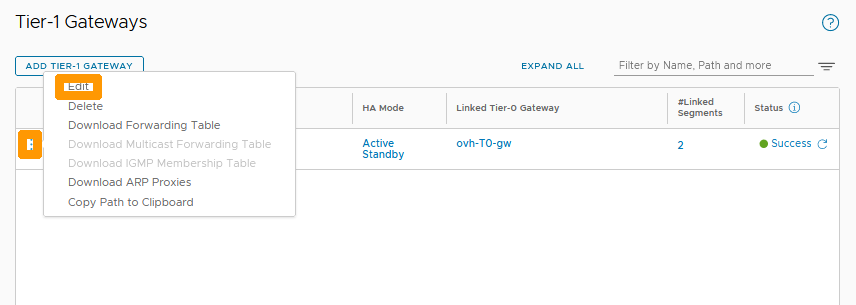 Tier-1 Gateways
ADD TIER-1 GATEWAY
EXPAND ALL
Filter by Name, Path and more
Edit
Delete
Download Forwarding Table
Download Multicast Forwarding Table
Download IGMP Membership Table
Download ARP Proxies
Copy Path to Clipboard
HA Mode
Linked Tier-0 Gateway
#Linked
Segments
Status
Active
Standby
ovh-T0-gw
2
Success